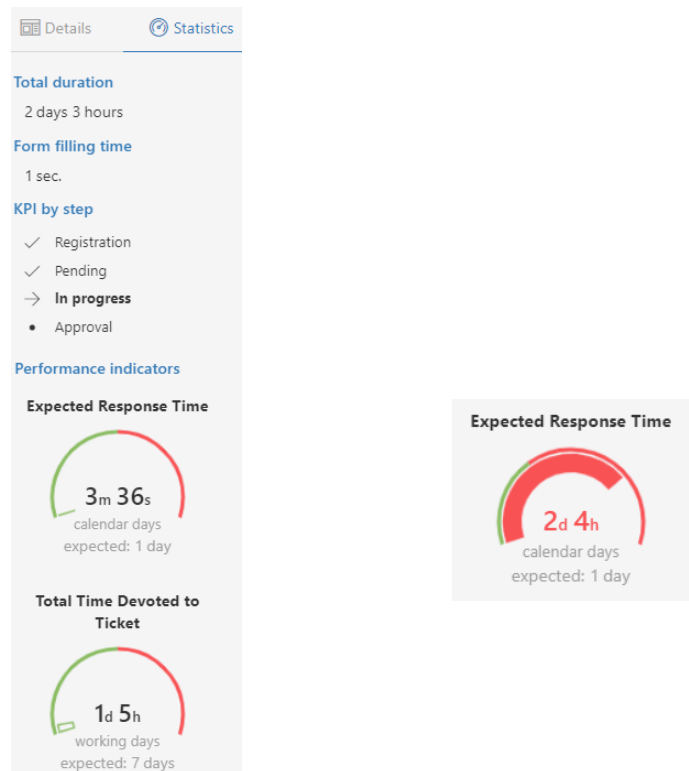 Details Statistics
Total duration
2 days 3 hours
Form filling time
1 sec.
KPI by step
Registration
Pending
In progress
Approval
Performance indicators
Expected Response Time
3m 36s
calendar days
expected: 1 day
Total Time Devoted to
Ticket
1d 5h
working days
expected: 7 days
Expected Response Time
2d 4h
calendar days
expected: 1 day